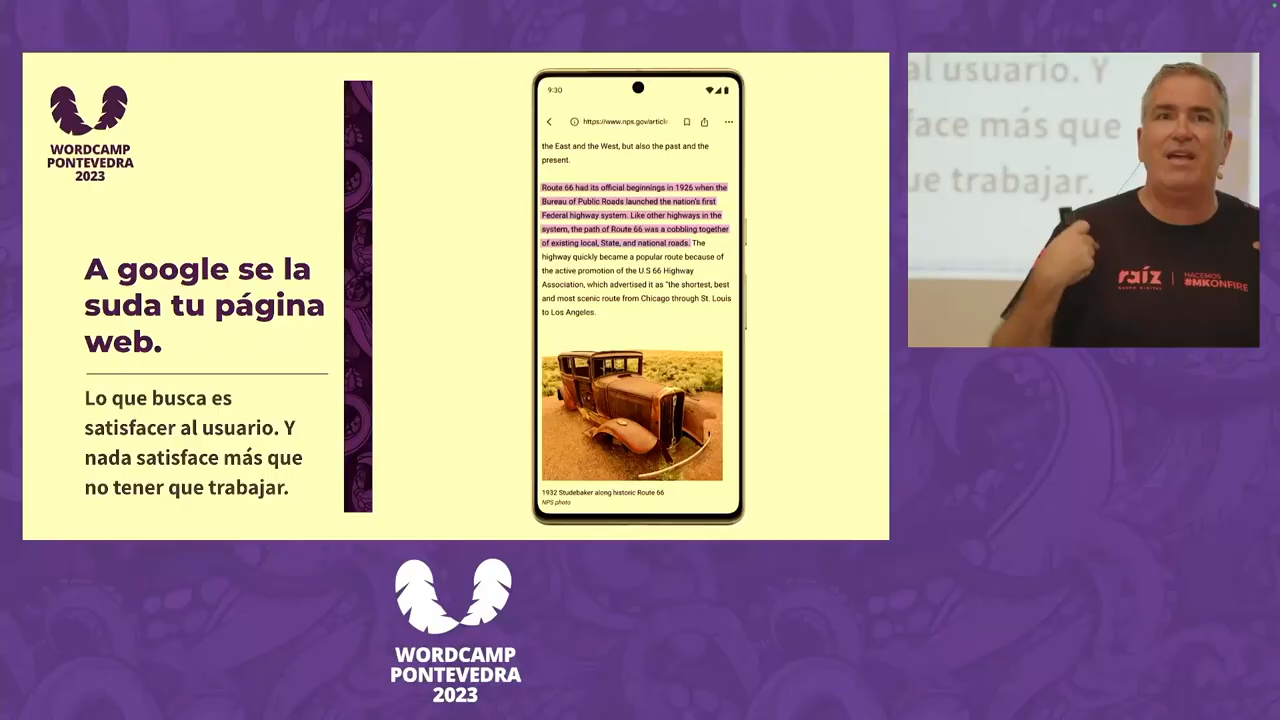 WORDCAMP
PONTEVEDRA
2023
A google se la
suda tu página
web.
Lo que busca es
satisfacer al usuario. Y
nada satisface más que
no tener que trabajar.
9:30
https://www.nps.gov/article
the East and the West, but also the past and the
present.
Route 66 had its official beginnings in 1926 when the
Bureau of Public Roads launched the nation's first
Federal highway system. Like other highways in the
system, the path of Route 66 was a cobbling together
of existing local, State, and national roads. The
highway quickly became a popular route because of
the active promotion of the U.S 66 Highway
Association, which advertised it as "the shortest, best
and most scenic route from Chicago through St. Louis
to Los Angeles.
1932 Studebaker along historic Route 66
NPS photo
al usuario. Y
face más que
ue trabajar.
raíz
GRUPO DIGITAL
HACEMOS
#MKONFIRE
WORDCAMP
PONTEVEDRA
2023